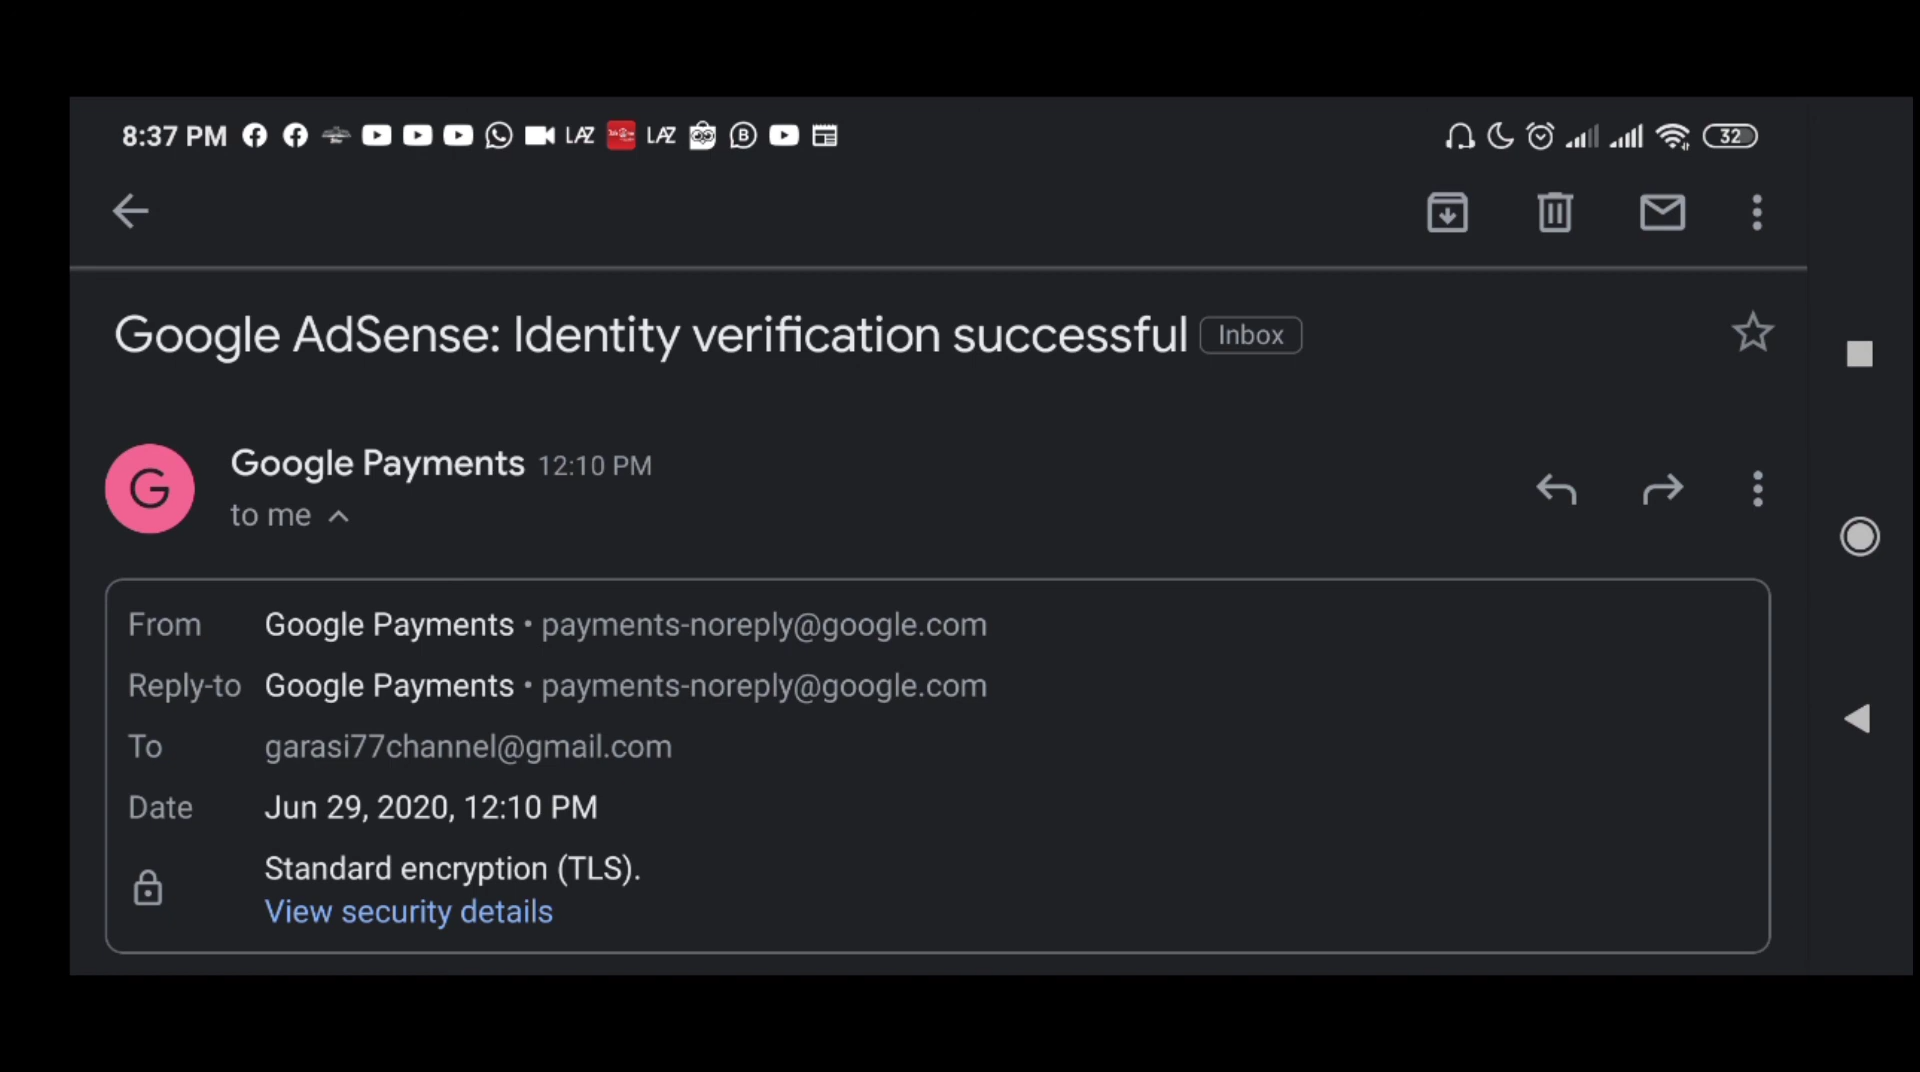 8:37 PM LAZ LAZ 32
Google AdSense: Identity verification successful Inbox
G Google Payments 12:10 PM
to me
From Google Payments • payments-noreply@google.com
Reply-to Google Payments • payments-noreply@google.com
To garasi77channel@gmail.com
Date Jun 29, 2020, 12:10 PM
Standard encryption (TLS).
View security details